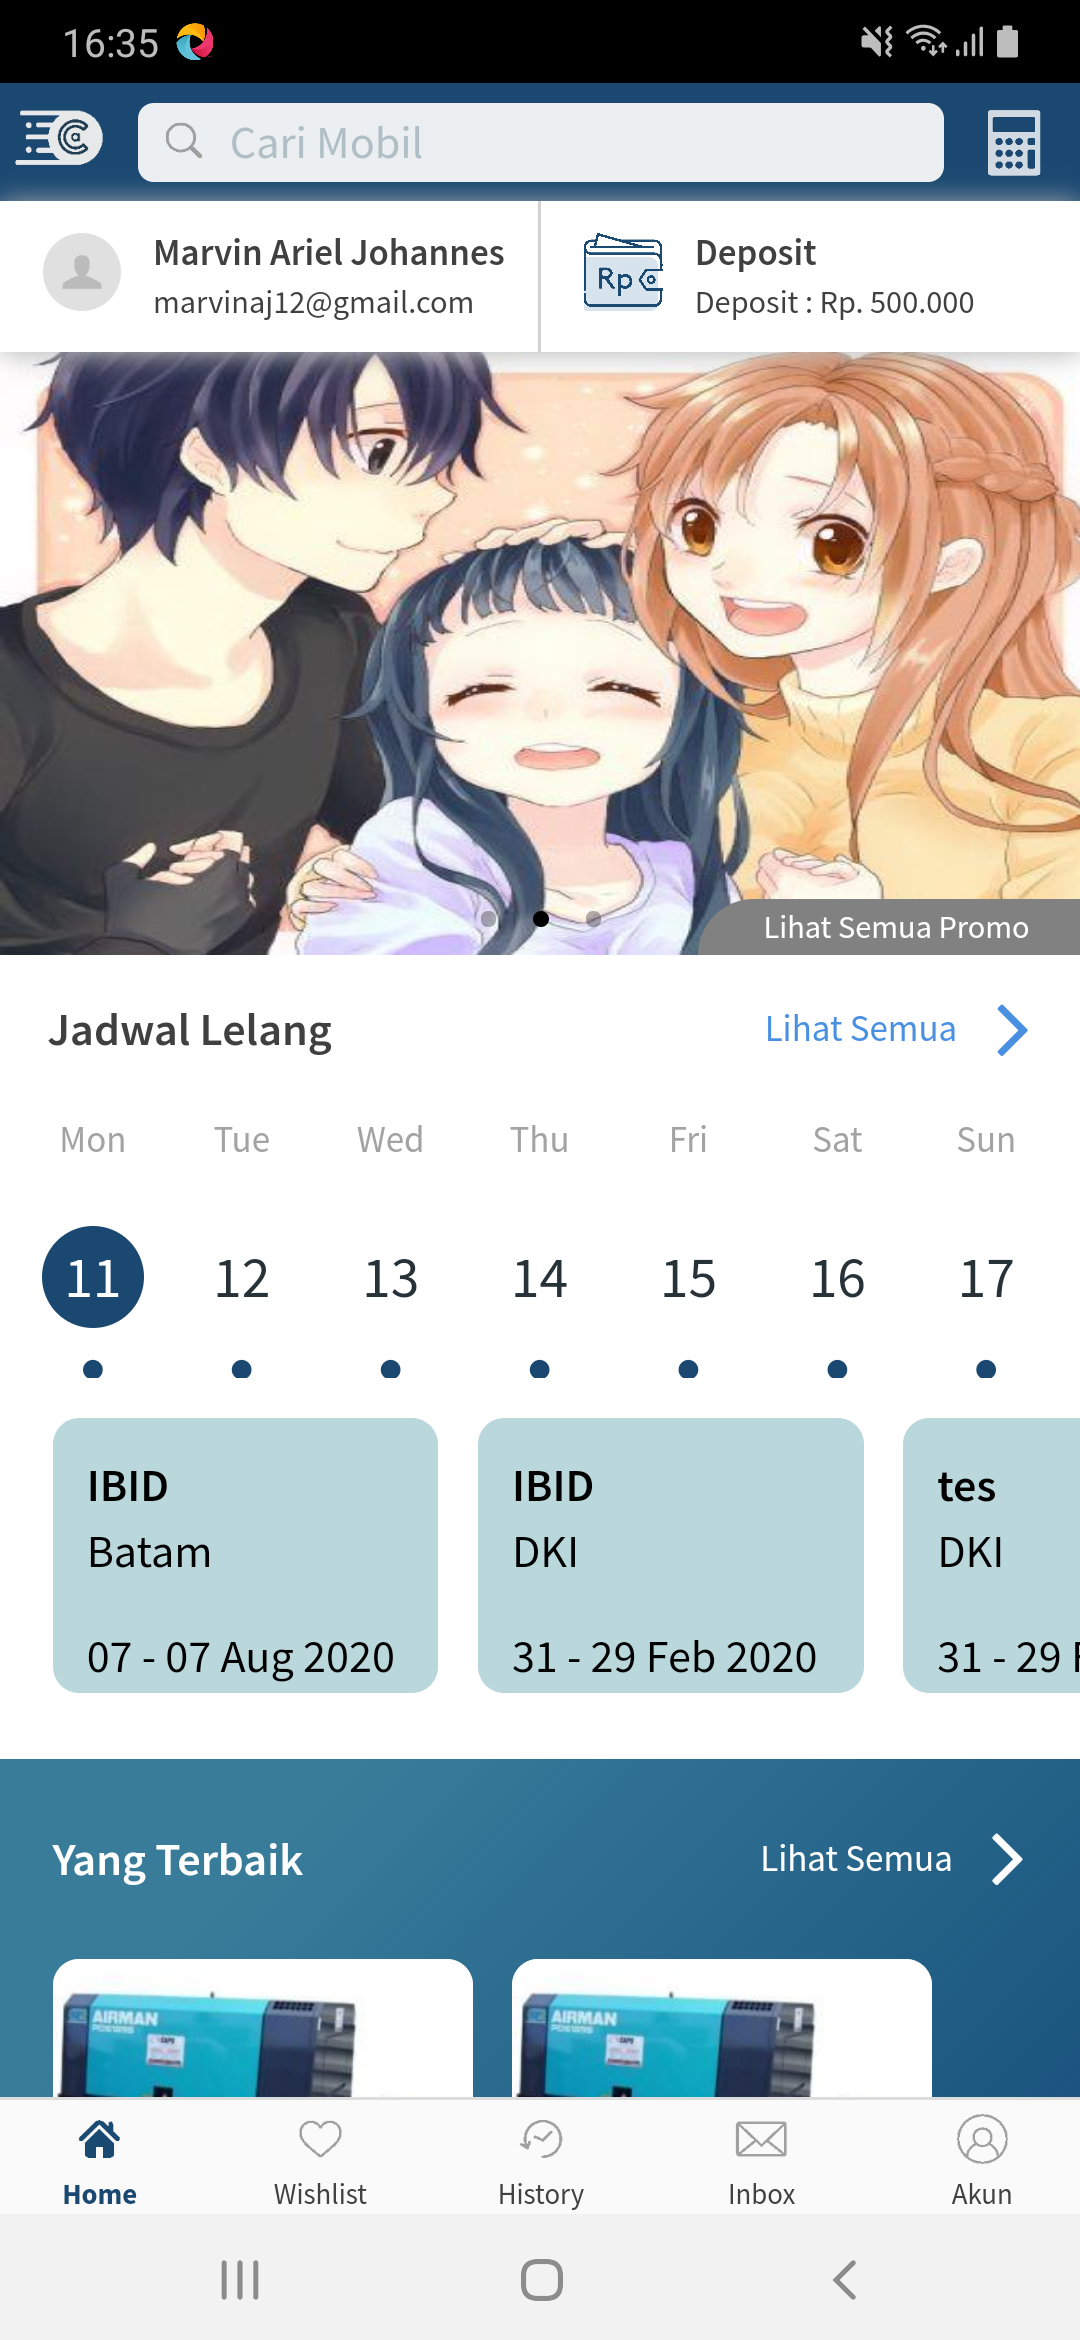 16:35
Cari Mobil
Marvin Ariel Johannes
marvinaj12@gmail.com
Rp
Deposit
Deposit : Rp. 500.000
Lihat Semua Promo
Jadwal Lelang
Lihat Semua
Mon Tue Wed Thu Fri Sat Sun
11 12 13 14 15 16 17
IBID
Batam
07 - 07 Aug 2020
IBID
DKI
31 - 29 Feb 2020
tes
DKI
31 - 29
Yang Terbaik
Lihat Semua
AIRMAN
AIRMAN
Home
Wishlist
History
Inbox
Akun